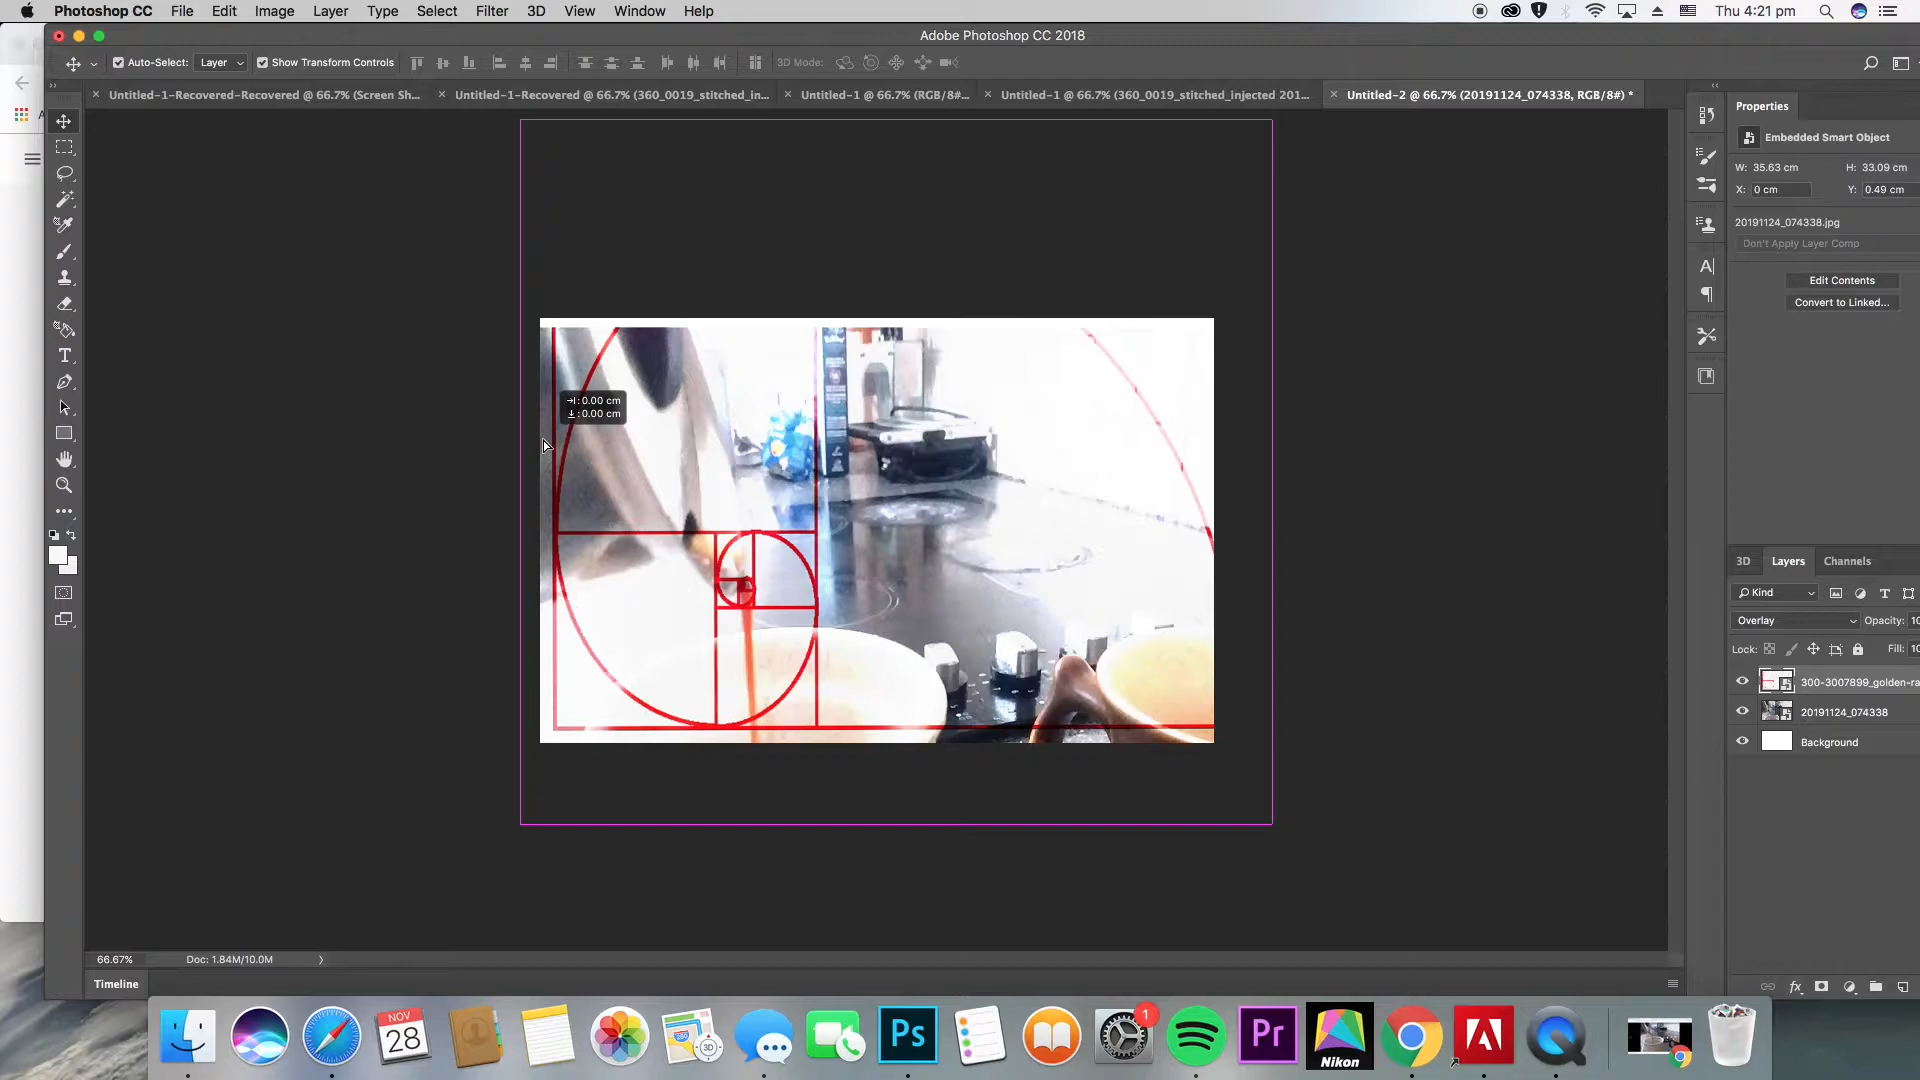 Photoshop CC File Edit Image Layer Type Select Filter 3D View Window Help Thu 4:21 pm
Adobe Photoshop CC 2018
Auto-Select: Layer Show Transform Controls 3D Mode:
Untitled-1-Recovered-Recovered @ 66.7% (Screen Sh... Untitled-1-Recovered @ 66.7% (360_0019_stitched_in... Untitled-1 @ 66.7% (RGB/8#... Untitled-1 @ 66.7% (360_0019_stitched_injected 201... Untitled-2 @ 66.7% (20191124_074338, RGB/8#) *
Properties
Embedded Smart Object
W: 35.63 cm H: 33.09 cm
X: 0 cm Y: 0.49 cm
20191124_074338.jpg
Don't Apply Layer Comp
Edit Contents
Convert to Linked...
0.00 cm
0.00 cm
3D Layers Channels
Kind
Overlay Opacity: 10
Lock: Fill: 10
300-3007899_golden-ra
20191124_074338
Background
66.67% Doc: 1.84M/10.0M
Timeline
NOV
28
3D
Ps
1
Pr
Nikon